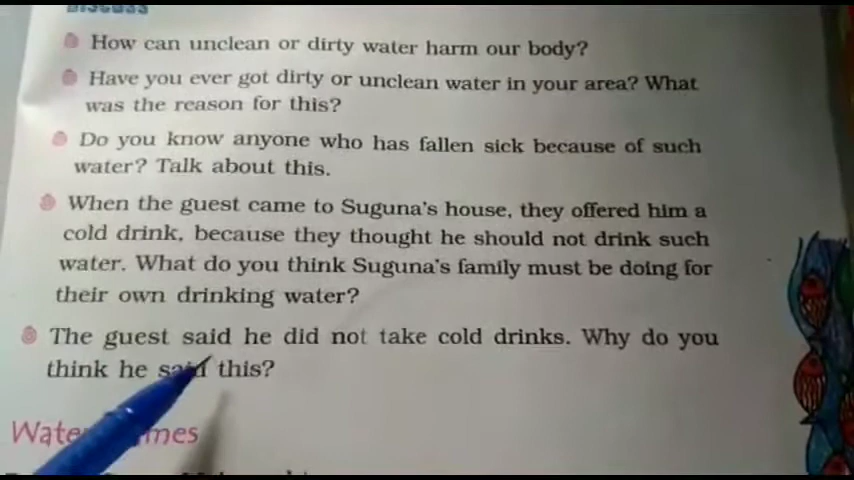 DISCUSS
How can unclean or dirty water harm our body?
Have you ever got dirty or unclean water in your area? What
was the reason for this?
Do you know anyone who has fallen sick because of such
water? Talk about this.
When the guest came to Suguna's house, they offered him a
cold drink, because they thought he should not drink such
water. What do you think Suguna's family must be doing for
their own drinking water?
The guest said he did not take cold drinks. Why do you
think he said this?